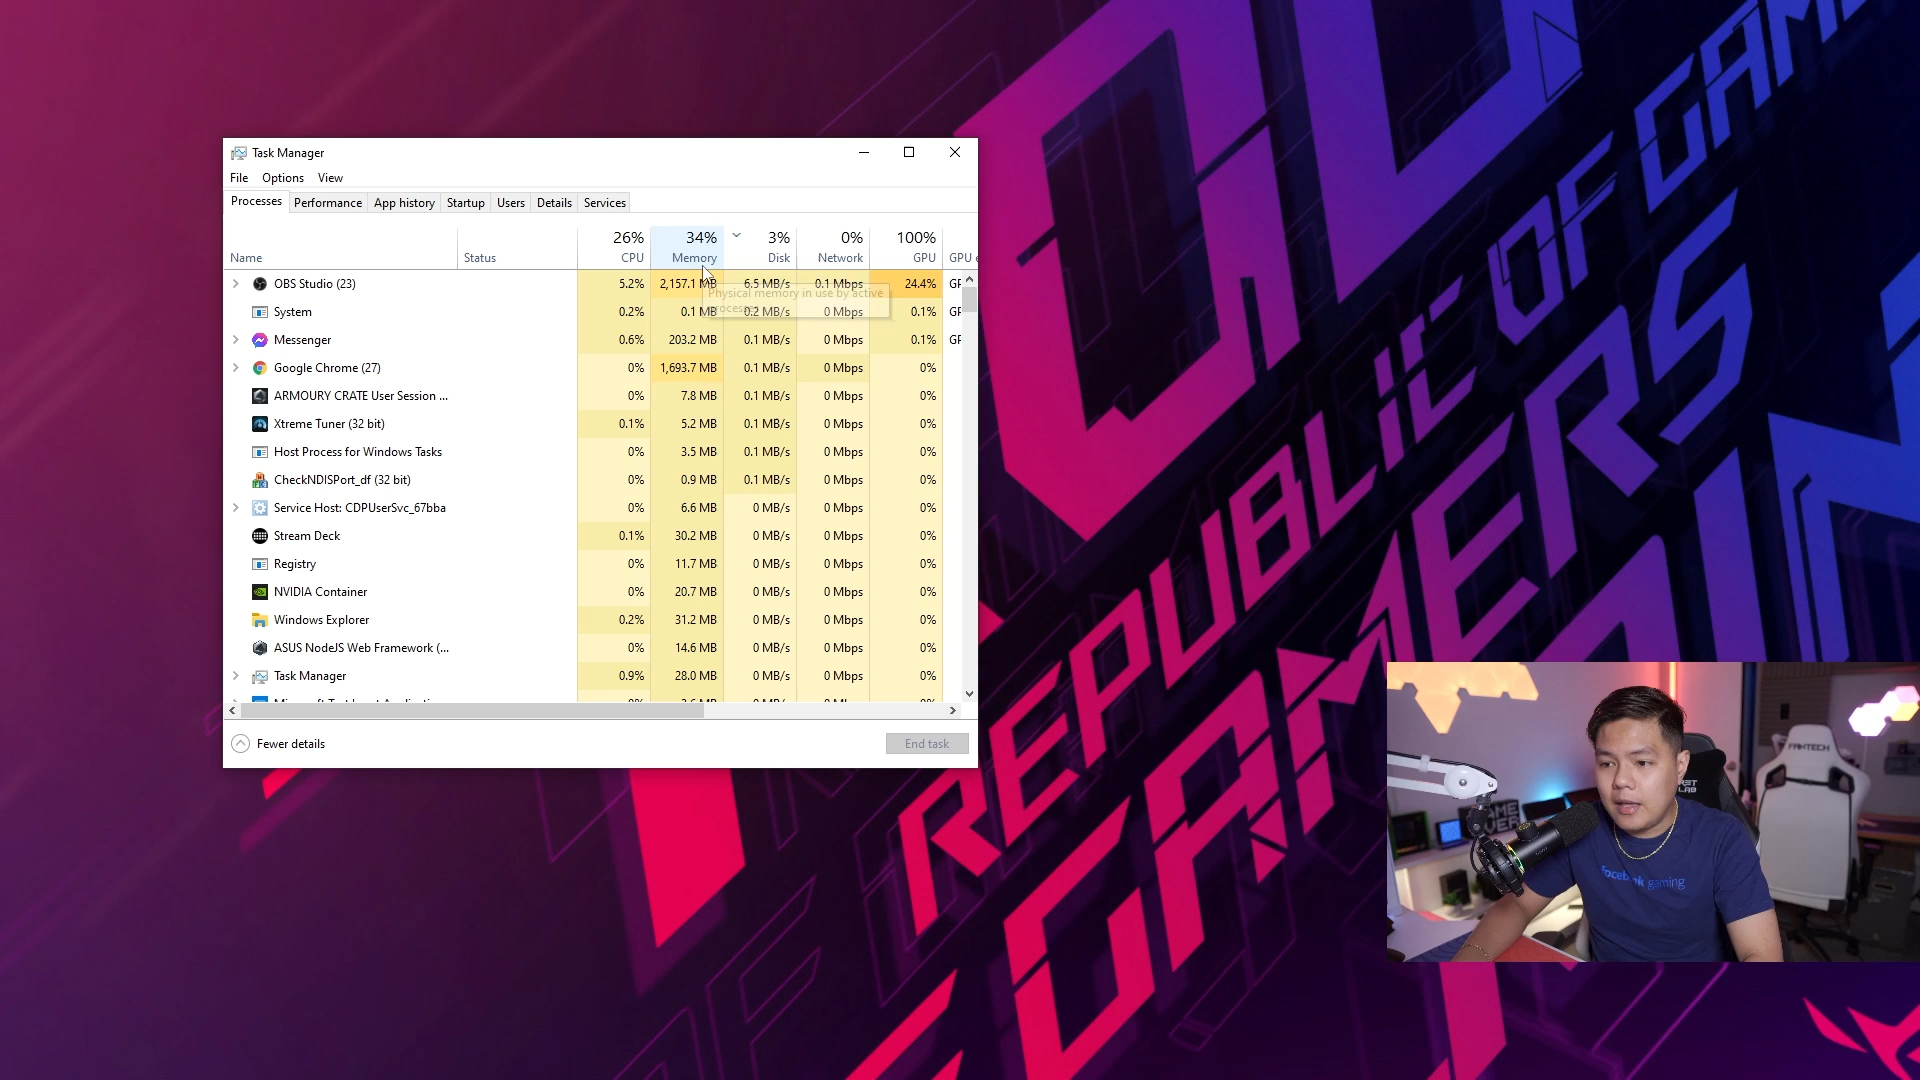 Task Manager
File Options View
Processes Performance App history Startup Users Details Services
26% 34% 3% 0% 100%
Name Status CPU Memory Disk Network GPU GPU e
OBS Studio (23) 5.2% 2,157.1 MB 6.5 MB/s 0.1 Mbps 24.4% GP
Physical memory in use by active
System 0.2% 0.1 MB 0.2 MB/s 0 Mbps 0.1% GP
Messenger 0.6% 203.2 MB 0.1 MB/s 0 Mbps 0.1% GP
Google Chrome (27) 0% 1,693.7 MB 0.1 MB/s 0 Mbps 0%
ARMOURY CRATE User Session ... 0% 7.8 MB 0.1 MB/s 0 Mbps 0%
Xtreme Tuner (32 bit) 0.1% 5.2 MB 0.1 MB/s 0 Mbps 0%
Host Process for Windows Tasks 0% 3.5 MB 0.1 MB/s 0 Mbps 0%
CheckNDISPort_df (32 bit) 0% 0.9 MB 0.1 MB/s 0 Mbps 0%
Service Host: CDPUserSvc_67bba 0% 6.6 MB 0 MB/s 0 Mbps 0%
Stream Deck 0.1% 30.2 MB 0 MB/s 0 Mbps 0%
Registry 0% 11.7 MB 0 MB/s 0 Mbps 0%
NVIDIA Container 0% 20.7 MB 0 MB/s 0 Mbps 0%
Windows Explorer 0.2% 31.2 MB 0 MB/s 0 Mbps 0%
ASUS NodeJS Web Framework (... 0% 14.6 MB 0 MB/s 0 Mbps 0%
Task Manager 0.9% 28.0 MB 0 MB/s 0 Mbps 0%
Fewer details End task
REPUBLIC OF GAMERS
GAMERS
FANTECH
GAME
OVER
facebook gaming